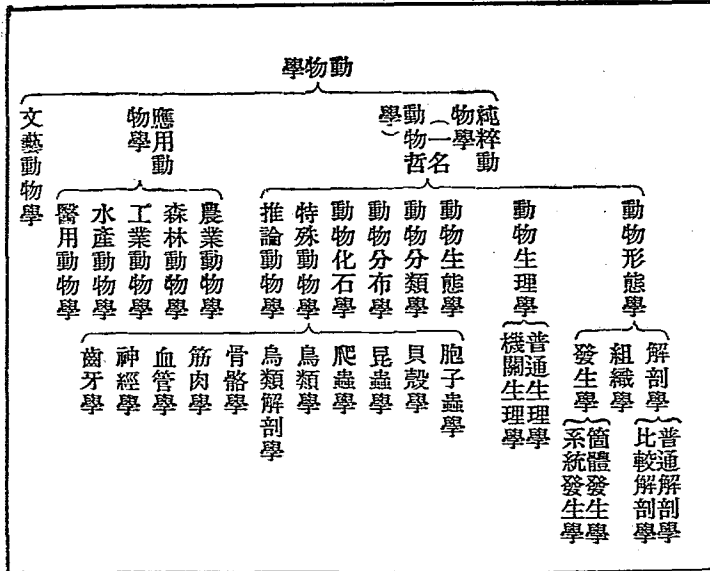 動物學
純粹動
物學
（一名
動物哲
學）
應用動
物學
文藝動物學
動物形態學
動物生理學
動物生態學
動物分類學
動物分布學
動物化石學
特殊動物學
推論動物學
農業動物學
森林動物學
工業動物學
水產動物學
醫用動物學
解剖學
組織學
發生學
普通生理學
機關生理學
胞子蟲學
貝殼學
昆蟲學
爬蟲學
鳥類學
鳥類解剖學
骨骼學
筋肉學
血管學
神經學
齒牙學
普通解剖學
比較解剖學
箇體發生學
系統發生學